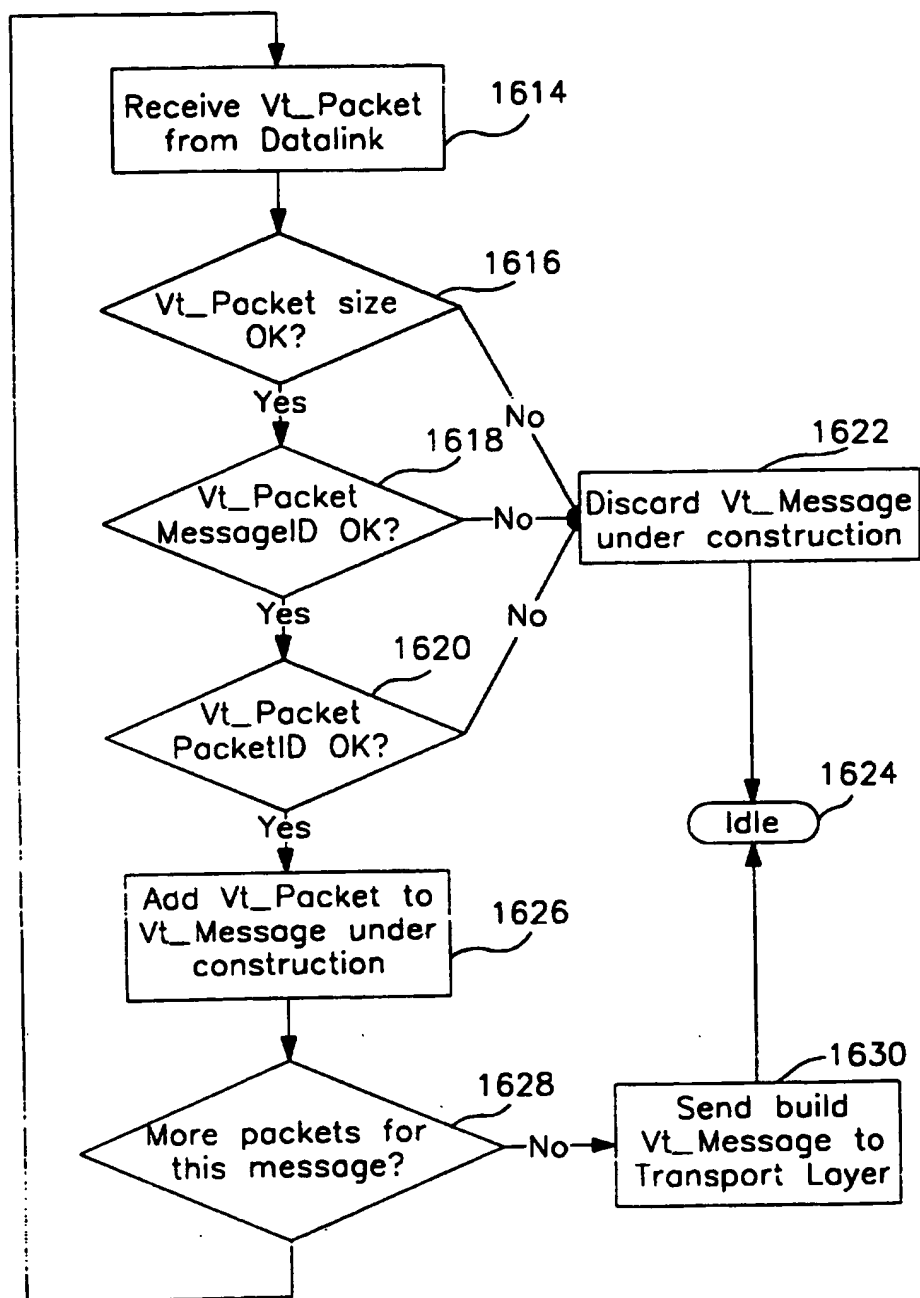 Receive Vt_Packet
from Datalink
1614
Vt_Packet size
OK?
1616
Yes
No
Vt_Packet
MessageID OK?
1618
No
Yes
Discard Vt_Message
under construction
1622
Vt_Packet
PacketID OK?
1620
No
Yes
Idle
1624
Add Vt_Packet to
Vt_Message under
construction
1626
More packets for
this message?
1628
No
Send build
Vt_Message to
Transport Layer
1630